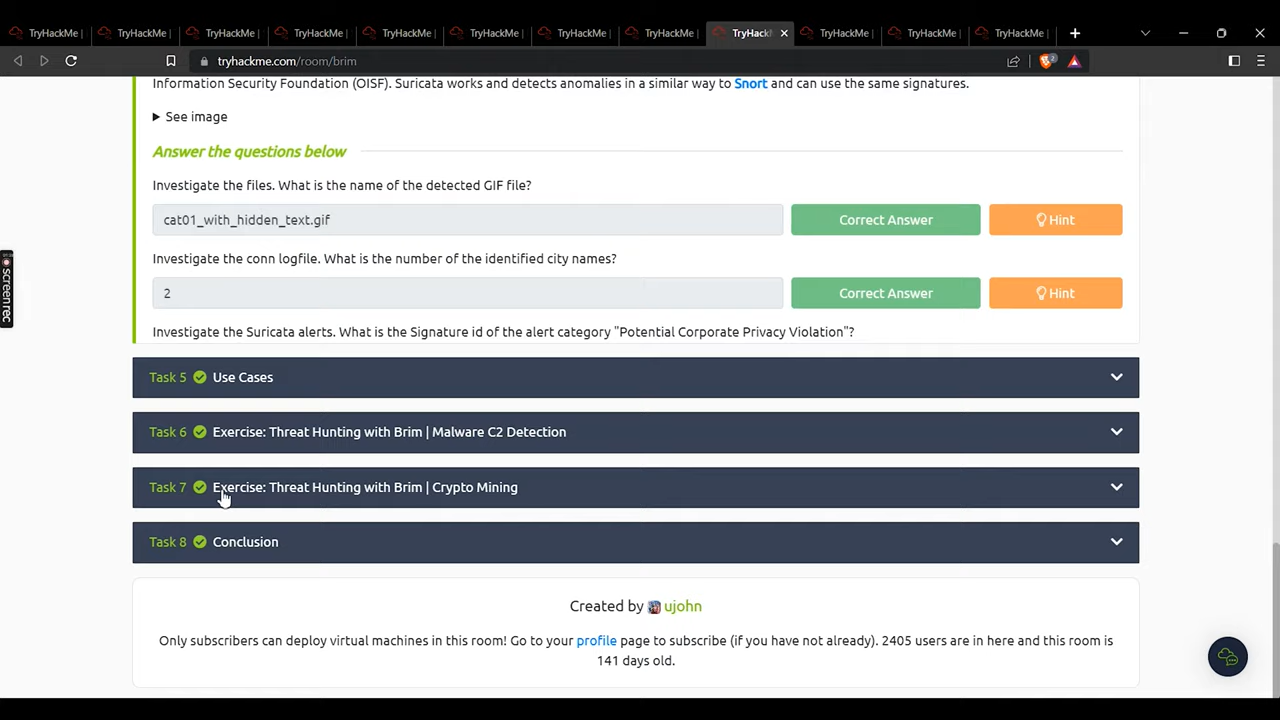 TryHackMe |
TryHackMe |
TryHackMe |
TryHackMe |
TryHackMe |
TryHackMe |
TryHackMe |
TryHackMe |
TryHackM
TryHackMe |
TryHackMe |
TryHackMe |
tryhackme.com/room/brim
2
Information Security Foundation (OISF). Suricata works and detects anomalies in a similar way to Snort and can use the same signatures.
See image
Answer the questions below
Investigate the files. What is the name of the detected GIF file?
cat01_with_hidden_text.gif
Correct Answer
Hint
Investigate the conn logfile. What is the number of the identified city names?
2
Correct Answer
Hint
Investigate the Suricata alerts. What is the Signature id of the alert category "Potential Corporate Privacy Violation"?
Task 5 Use Cases
Task 6 Exercise: Threat Hunting with Brim | Malware C2 Detection
Task 7 Exercise: Threat Hunting with Brim | Crypto Mining
Task 8 Conclusion
Created by ujohn
Only subscribers can deploy virtual machines in this room! Go to your profile page to subscribe (if you have not already). 2405 users are in here and this room is
141 days old.
screenrec